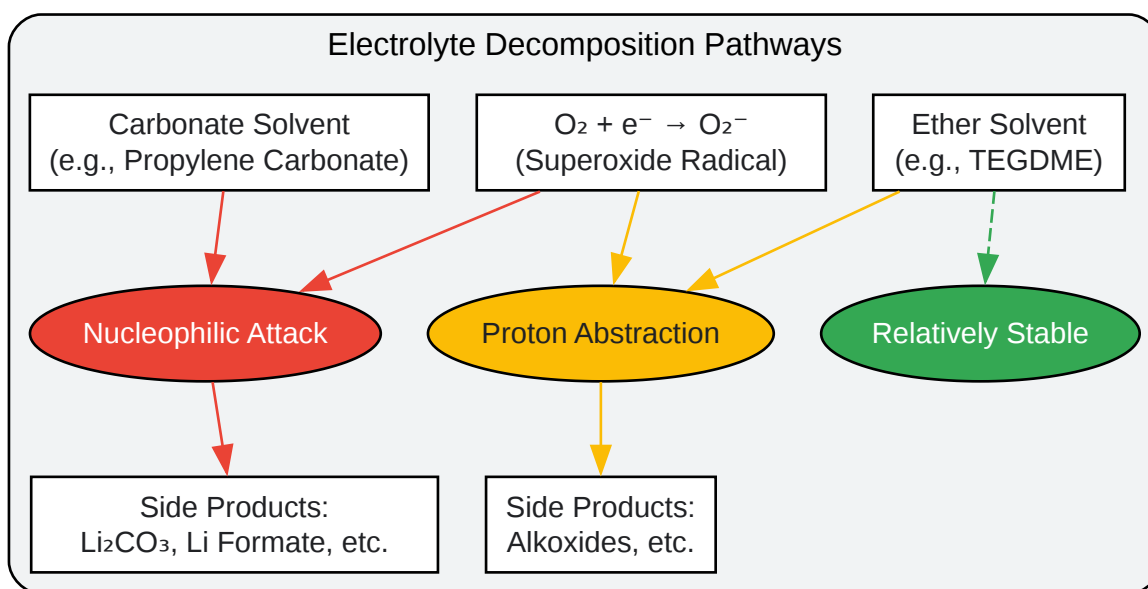 Electrolyte Decomposition Pathways
Carbonate Solvent
(e.g., Propylene Carbonate)
O₂ + e⁻ → O₂⁻
(Superoxide Radical)
Ether Solvent
(e.g., TEGDME)
Nucleophilic Attack
Proton Abstraction
Relatively Stable
Side Products:
Li₂CO₃, Li Formate, etc.
Side Products:
Alkoxides, etc.